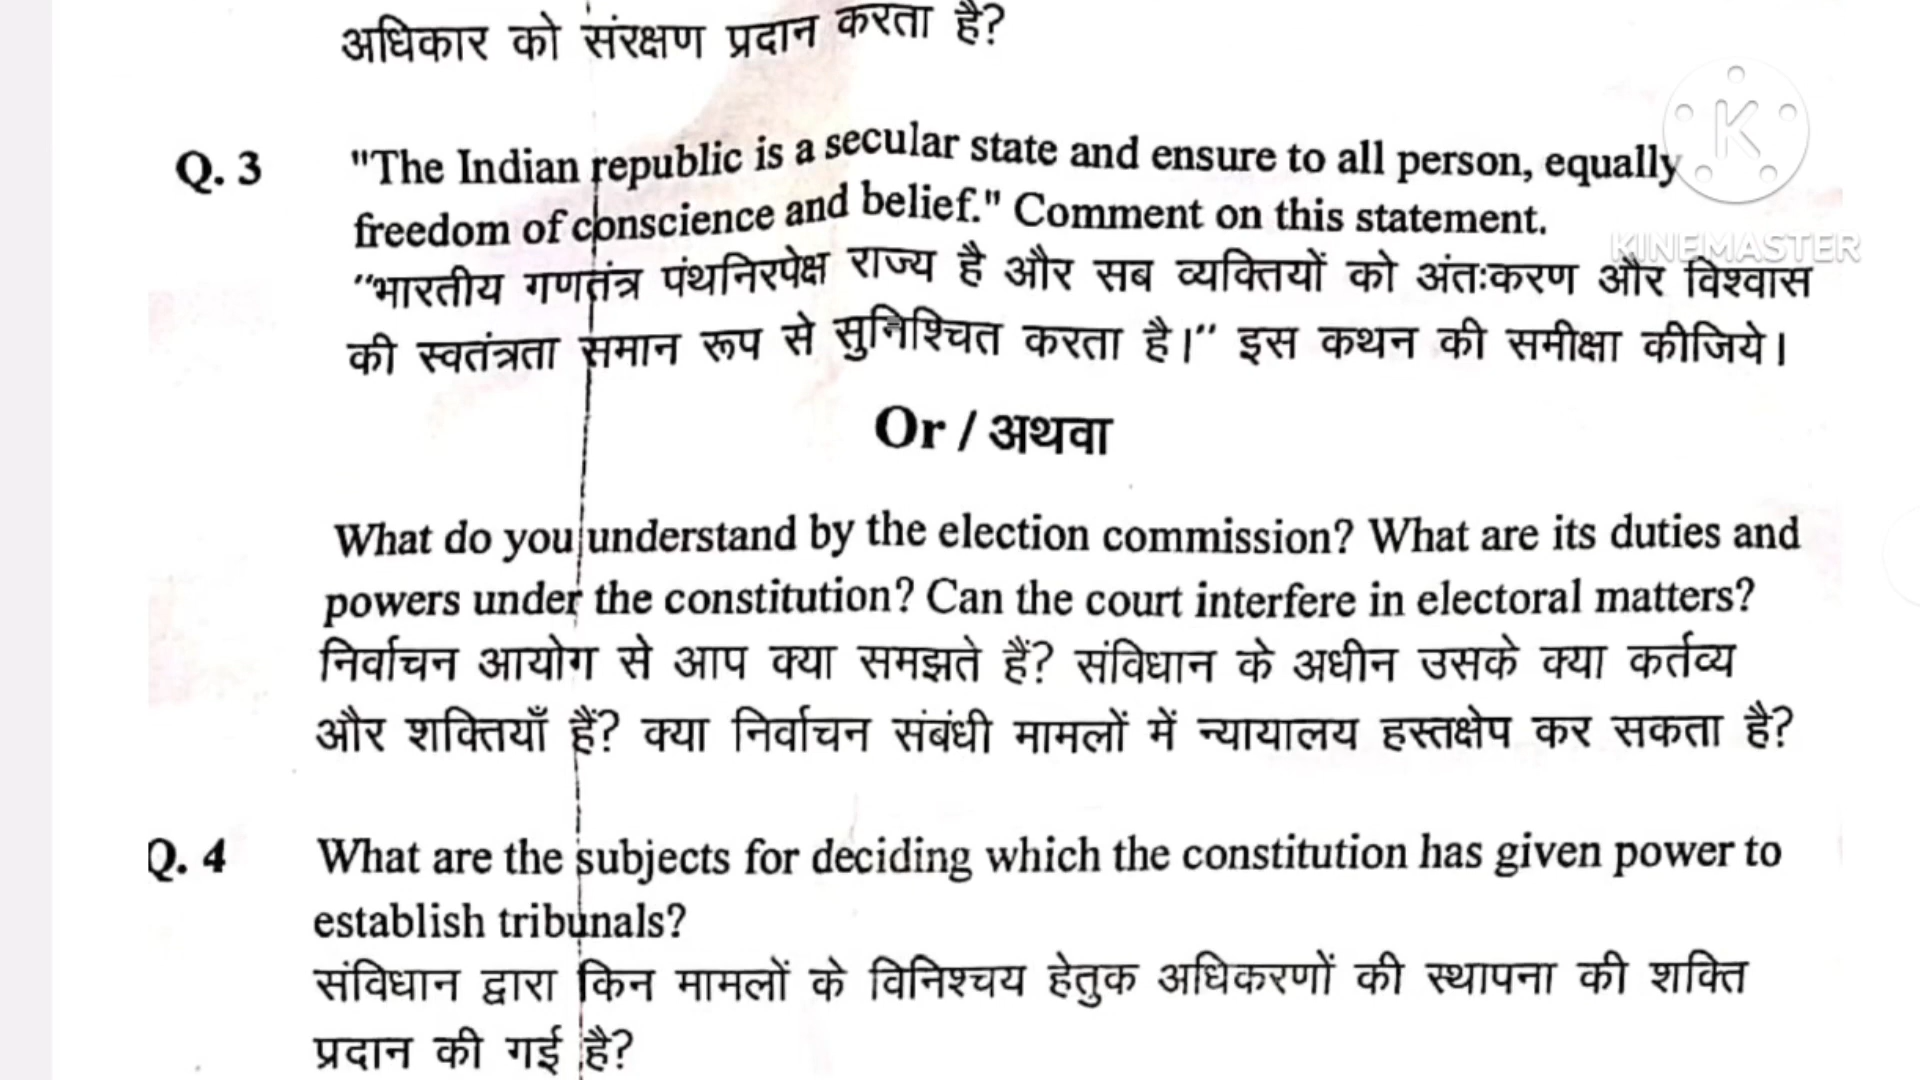 अधिकार को संरक्षण प्रदान करता है?
Q. 3 "The Indian republic is a secular state and ensure to all person, equally
freedom of conscience and belief." Comment on this statement.
"भारतीय गणतंत्र पंथनिरपेक्ष राज्य है और सब व्यक्तियों को अंतःकरण और विश्वास
की स्वतंत्रता समान रूप से सुनिश्चित करता है।" इस कथन की समीक्षा कीजिये।
Or / अथवा
What do you understand by the election commission? What are its duties and
powers under the constitution? Can the court interfere in electoral matters?
निर्वाचन आयोग से आप क्या समझते हैं? संविधान के अधीन उसके क्या कर्तव्य
और शक्तियाँ हैं? क्या निर्वाचन संबंधी मामलों में न्यायालय हस्तक्षेप कर सकता है?
Q. 4 What are the subjects for deciding which the constitution has given power to
establish tribunals?
संविधान द्वारा किन मामलों के विनिश्चय हेतुक अधिकरणों की स्थापना की शक्ति
प्रदान की गई है?
K
KINEMASTER